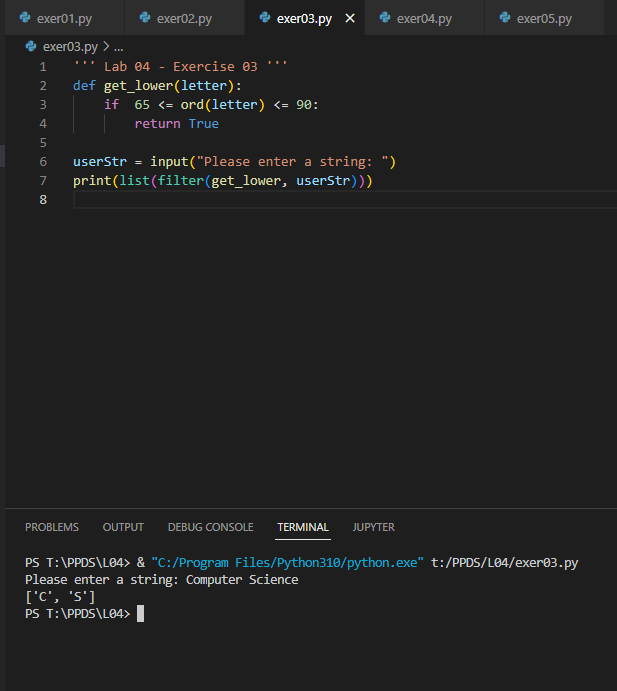 exer01.py exer02.py exer03.py exer04.py exer05.py
exer03.py > ...
1 ''' Lab 04 - Exercise 03 '''
2 def get_lower(letter):
3     if  65 <= ord(letter) <= 90:
4         return True
5
6 userStr = input("Please enter a string: ")
7 print(list(filter(get_lower, userStr)))
8
PROBLEMS OUTPUT DEBUG CONSOLE TERMINAL JUPYTER
PS T:\PPDS\L04> & "C:/Program Files/Python310/python.exe" t:/PPDS/L04/exer03.py
Please enter a string: Computer Science
['C', 'S']
PS T:\PPDS\L04>